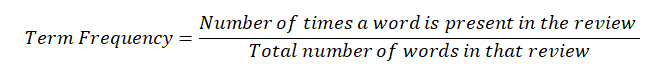 Term Frequency = Number of times a word is present in the review
Total number of words in that review